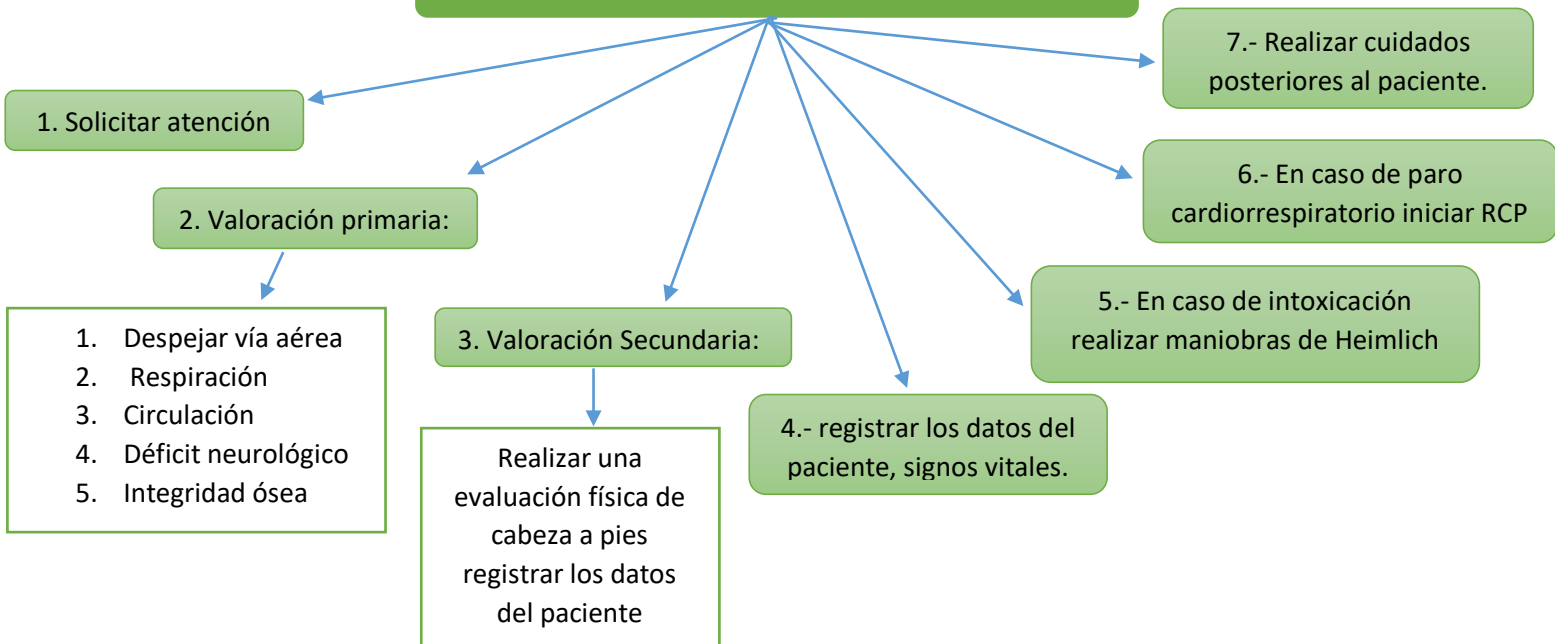 1. Solicitar atención
2. Valoración primaria:
1. Despejar vía aérea
2. Respiración
3. Circulación
4. Déficit neurológico
5. Integridad ósea
3. Valoración Secundaria:
Realizar una
evaluación física de
cabeza a pies
registrar los datos
del paciente
4.- registrar los datos del
paciente, signos vitales.
5.- En caso de intoxicación
realizar maniobras de Heimlich
6.- En caso de paro
cardiorrespiratorio iniciar RCP
7.- Realizar cuidados
posteriores al paciente.